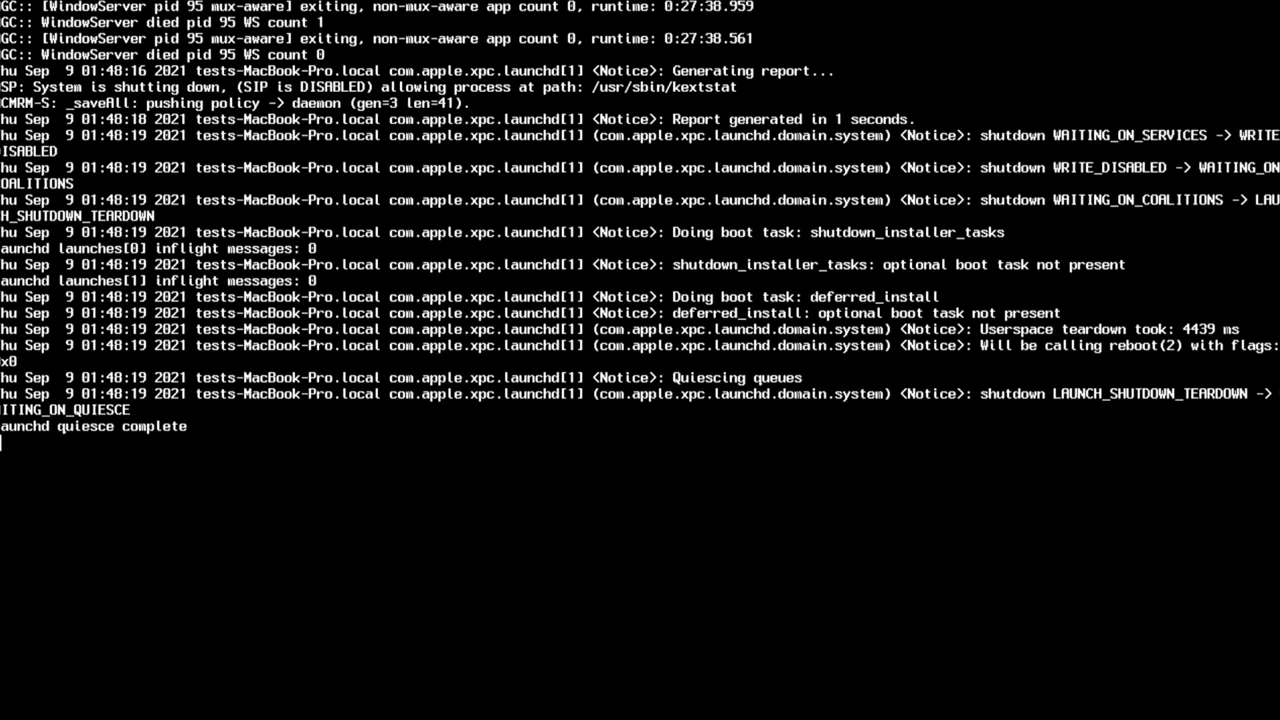 GC:: [WindowServer pid 95 mux-aware] exiting, non-mux-aware app count 0, runtime: 0:27:38.959
GC:: WindowServer died pid 95 WS count 1
GC:: [WindowServer pid 95 mux-aware] exiting, non-mux-aware app count 0, runtime: 0:27:38.561
GC:: WindowServer died pid 95 WS count 0
hu Sep  9 01:48:16 2021 tests-MacBook-Pro.local com.apple.xpc.launchd[1] <Notice>: Generating report...
SP: System is shutting down, (SIP is DISABLED) allowing process at path: /usr/sbin/kextstat
CMRM-S: _saveAll: pushing policy -> daemon (gen=3 len=41).
hu Sep  9 01:48:18 2021 tests-MacBook-Pro.local com.apple.xpc.launchd[1] <Notice>: Report generated in 1 seconds.
hu Sep  9 01:48:19 2021 tests-MacBook-Pro.local com.apple.xpc.launchd[1] (com.apple.xpc.launchd.domain.system) <Notice>: shutdown WAITING_ON_SERVICES -> WRITE
ISABLED
hu Sep  9 01:48:19 2021 tests-MacBook-Pro.local com.apple.xpc.launchd[1] (com.apple.xpc.launchd.domain.system) <Notice>: shutdown WRITE_DISABLED -> WAITING_ON
OALITIONS
hu Sep  9 01:48:19 2021 tests-MacBook-Pro.local com.apple.xpc.launchd[1] (com.apple.xpc.launchd.domain.system) <Notice>: shutdown WAITING_ON_COALITIONS -> LAU
CH_SHUTDOWN_TEARDOWN
hu Sep  9 01:48:19 2021 tests-MacBook-Pro.local com.apple.xpc.launchd[1] <Notice>: Doing boot task: shutdown_installer_tasks
aunchd launches[0] inflight messages: 0
hu Sep  9 01:48:19 2021 tests-MacBook-Pro.local com.apple.xpc.launchd[1] <Notice>: shutdown_installer_tasks: optional boot task not present
aunchd launches[1] inflight messages: 0
hu Sep  9 01:48:19 2021 tests-MacBook-Pro.local com.apple.xpc.launchd[1] <Notice>: Doing boot task: deferred_install
hu Sep  9 01:48:19 2021 tests-MacBook-Pro.local com.apple.xpc.launchd[1] <Notice>: deferred_install: optional boot task not present
hu Sep  9 01:48:19 2021 tests-MacBook-Pro.local com.apple.xpc.launchd[1] (com.apple.xpc.launchd.domain.system) <Notice>: Userspace teardown took: 4439 ms
hu Sep  9 01:48:19 2021 tests-MacBook-Pro.local com.apple.xpc.launchd[1] (com.apple.xpc.launchd.domain.system) <Notice>: Will be calling reboot(2) with flags:
0x0
hu Sep  9 01:48:19 2021 tests-MacBook-Pro.local com.apple.xpc.launchd[1] <Notice>: Quiescing queues
hu Sep  9 01:48:19 2021 tests-MacBook-Pro.local com.apple.xpc.launchd[1] (com.apple.xpc.launchd.domain.system) <Notice>: shutdown LAUNCH_SHUTDOWN_TEARDOWN ->
ITING_ON_QUIESCE
aunchd quiesce complete